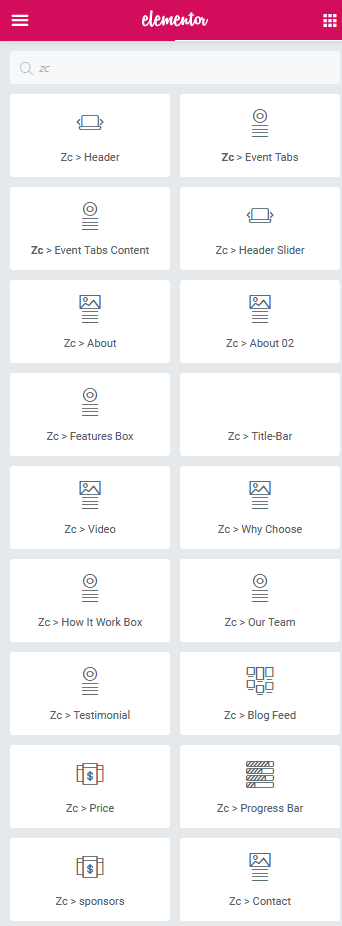 elementor
zc
Zc > Header
Zc > Event Tabs
Zc > Event Tabs Content
Zc > Header Slider
Zc > About
Zc > About 02
Zc > Features Box
Zc > Title-Bar
Zc > Video
Zc > Why Choose
Zc > How It Work Box
Zc > Our Team
Zc > Testimonial
Zc > Blog Feed
Zc > Price
Zc > Progress Bar
Zc > sponsors
Zc > Contact